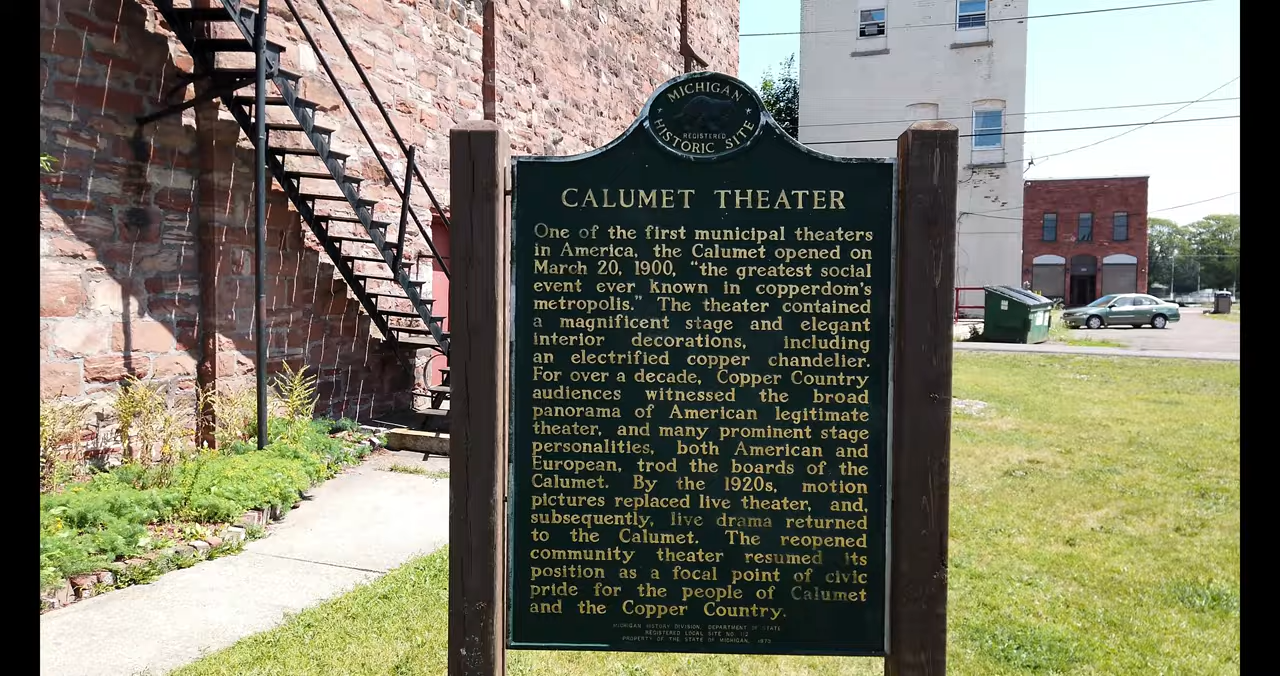 MICHIGAN
REGISTERED
HISTORIC SITE
CALUMET THEATER
One of the first municipal theaters
in America, the Calumet opened on
March 20, 1900, "the greatest social
event ever known in copperdom's
metropolis." The theater contained
a magnificent stage and elegant
interior decorations, including
an electrified copper chandelier.
For over a decade, Copper Country
audiences witnessed the broad
panorama of American legitimate
theater, and many prominent stage
personalities, both American and
European, trod the boards of the
Calumet. By the 1920s, motion
pictures replaced live theater, and,
subsequently, live drama returned
to the Calumet. The reopened
community theater resumed its
position as a focal point of civic
pride for the people of Calumet
and the Copper Country.
MICHIGAN HISTORY DIVISION, DEPARTMENT OF STATE
REGISTERED LOCAL SITE NO. 112
PROPERTY OF THE STATE OF MICHIGAN, 1973